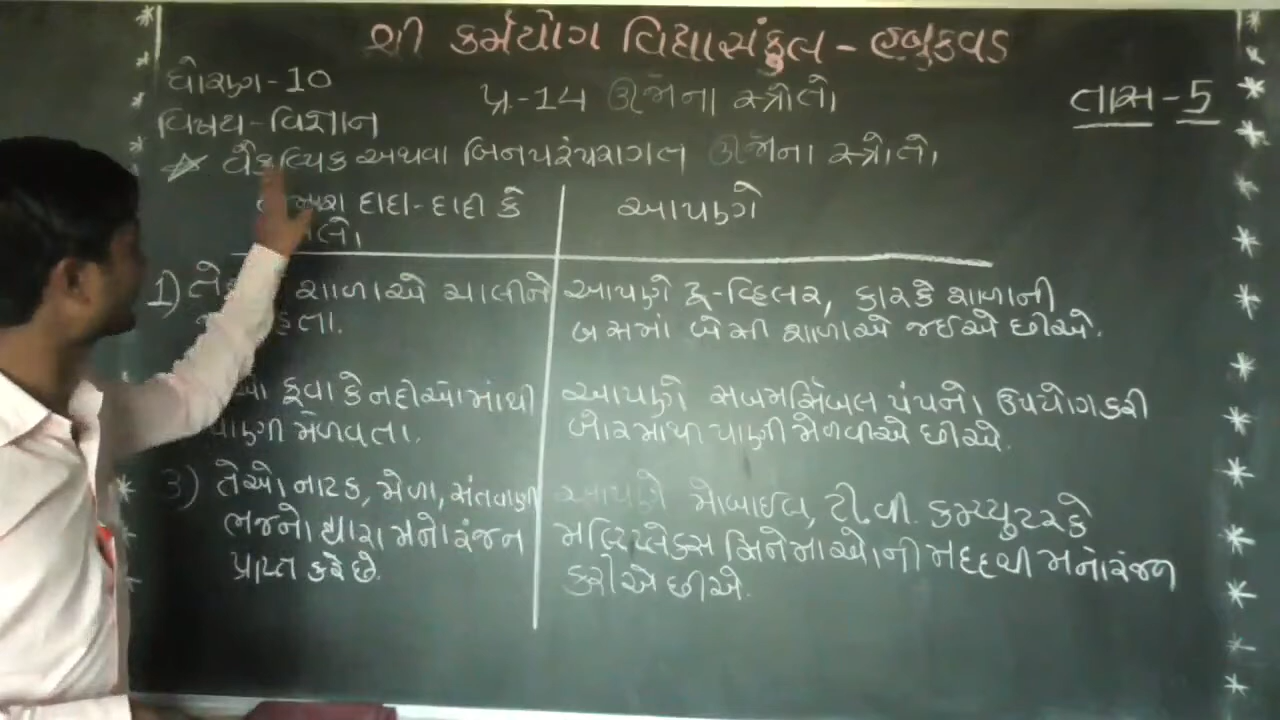 શ્રી કર્મયોગ વિદ્યાસંકુલ - હબુકવડ
ધોરણ-10
પ્ર.-14 ઊર્જાના સ્ત્રોતો
તાસ-5
વિષય-વિજ્ઞાન
વૈકલ્પિક અથવા બિનપરંપરાગત ઊર્જાના સ્ત્રોતો
દાદા-દાદી કે
આપણે
1) શાળાએ ચાલીને
હતા.
આપણે ટૂ-વ્હિલર, કારકે શાળાની
બસમાં બેસી શાળાએ જઈએ છીએ.
કૂવા કે નદીઓમાંથી
પાણી મેળવતા.
આપણે સબમર્સિબલ પંપનો ઉપયોગ કરી
બોરમાંથી પાણી મેળવીએ છીએ.
3) તેઓ નાટક, મેળા, સંતવાણી
ભજનો દ્વારા મનોરંજન
પ્રાપ્ત કરે છે.
આપણે મોબાઈલ, ટી.વી. કમ્પ્યુટર કે
મલ્ટિપ્લેક્સ સિનેમાઓની મદદથી મનોરંજન
કરીએ છીએ.